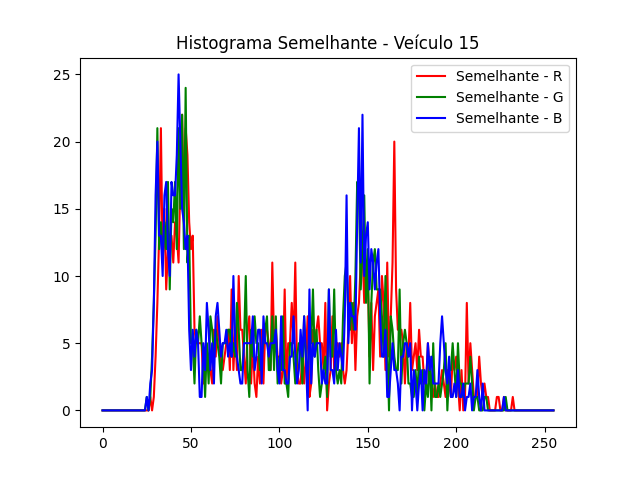 Histograma Semelhante - Veículo 15
Semelhante - R
Semelhante - G
Semelhante - B
25
20
15
10
5
0
0 50 100 150 200 250